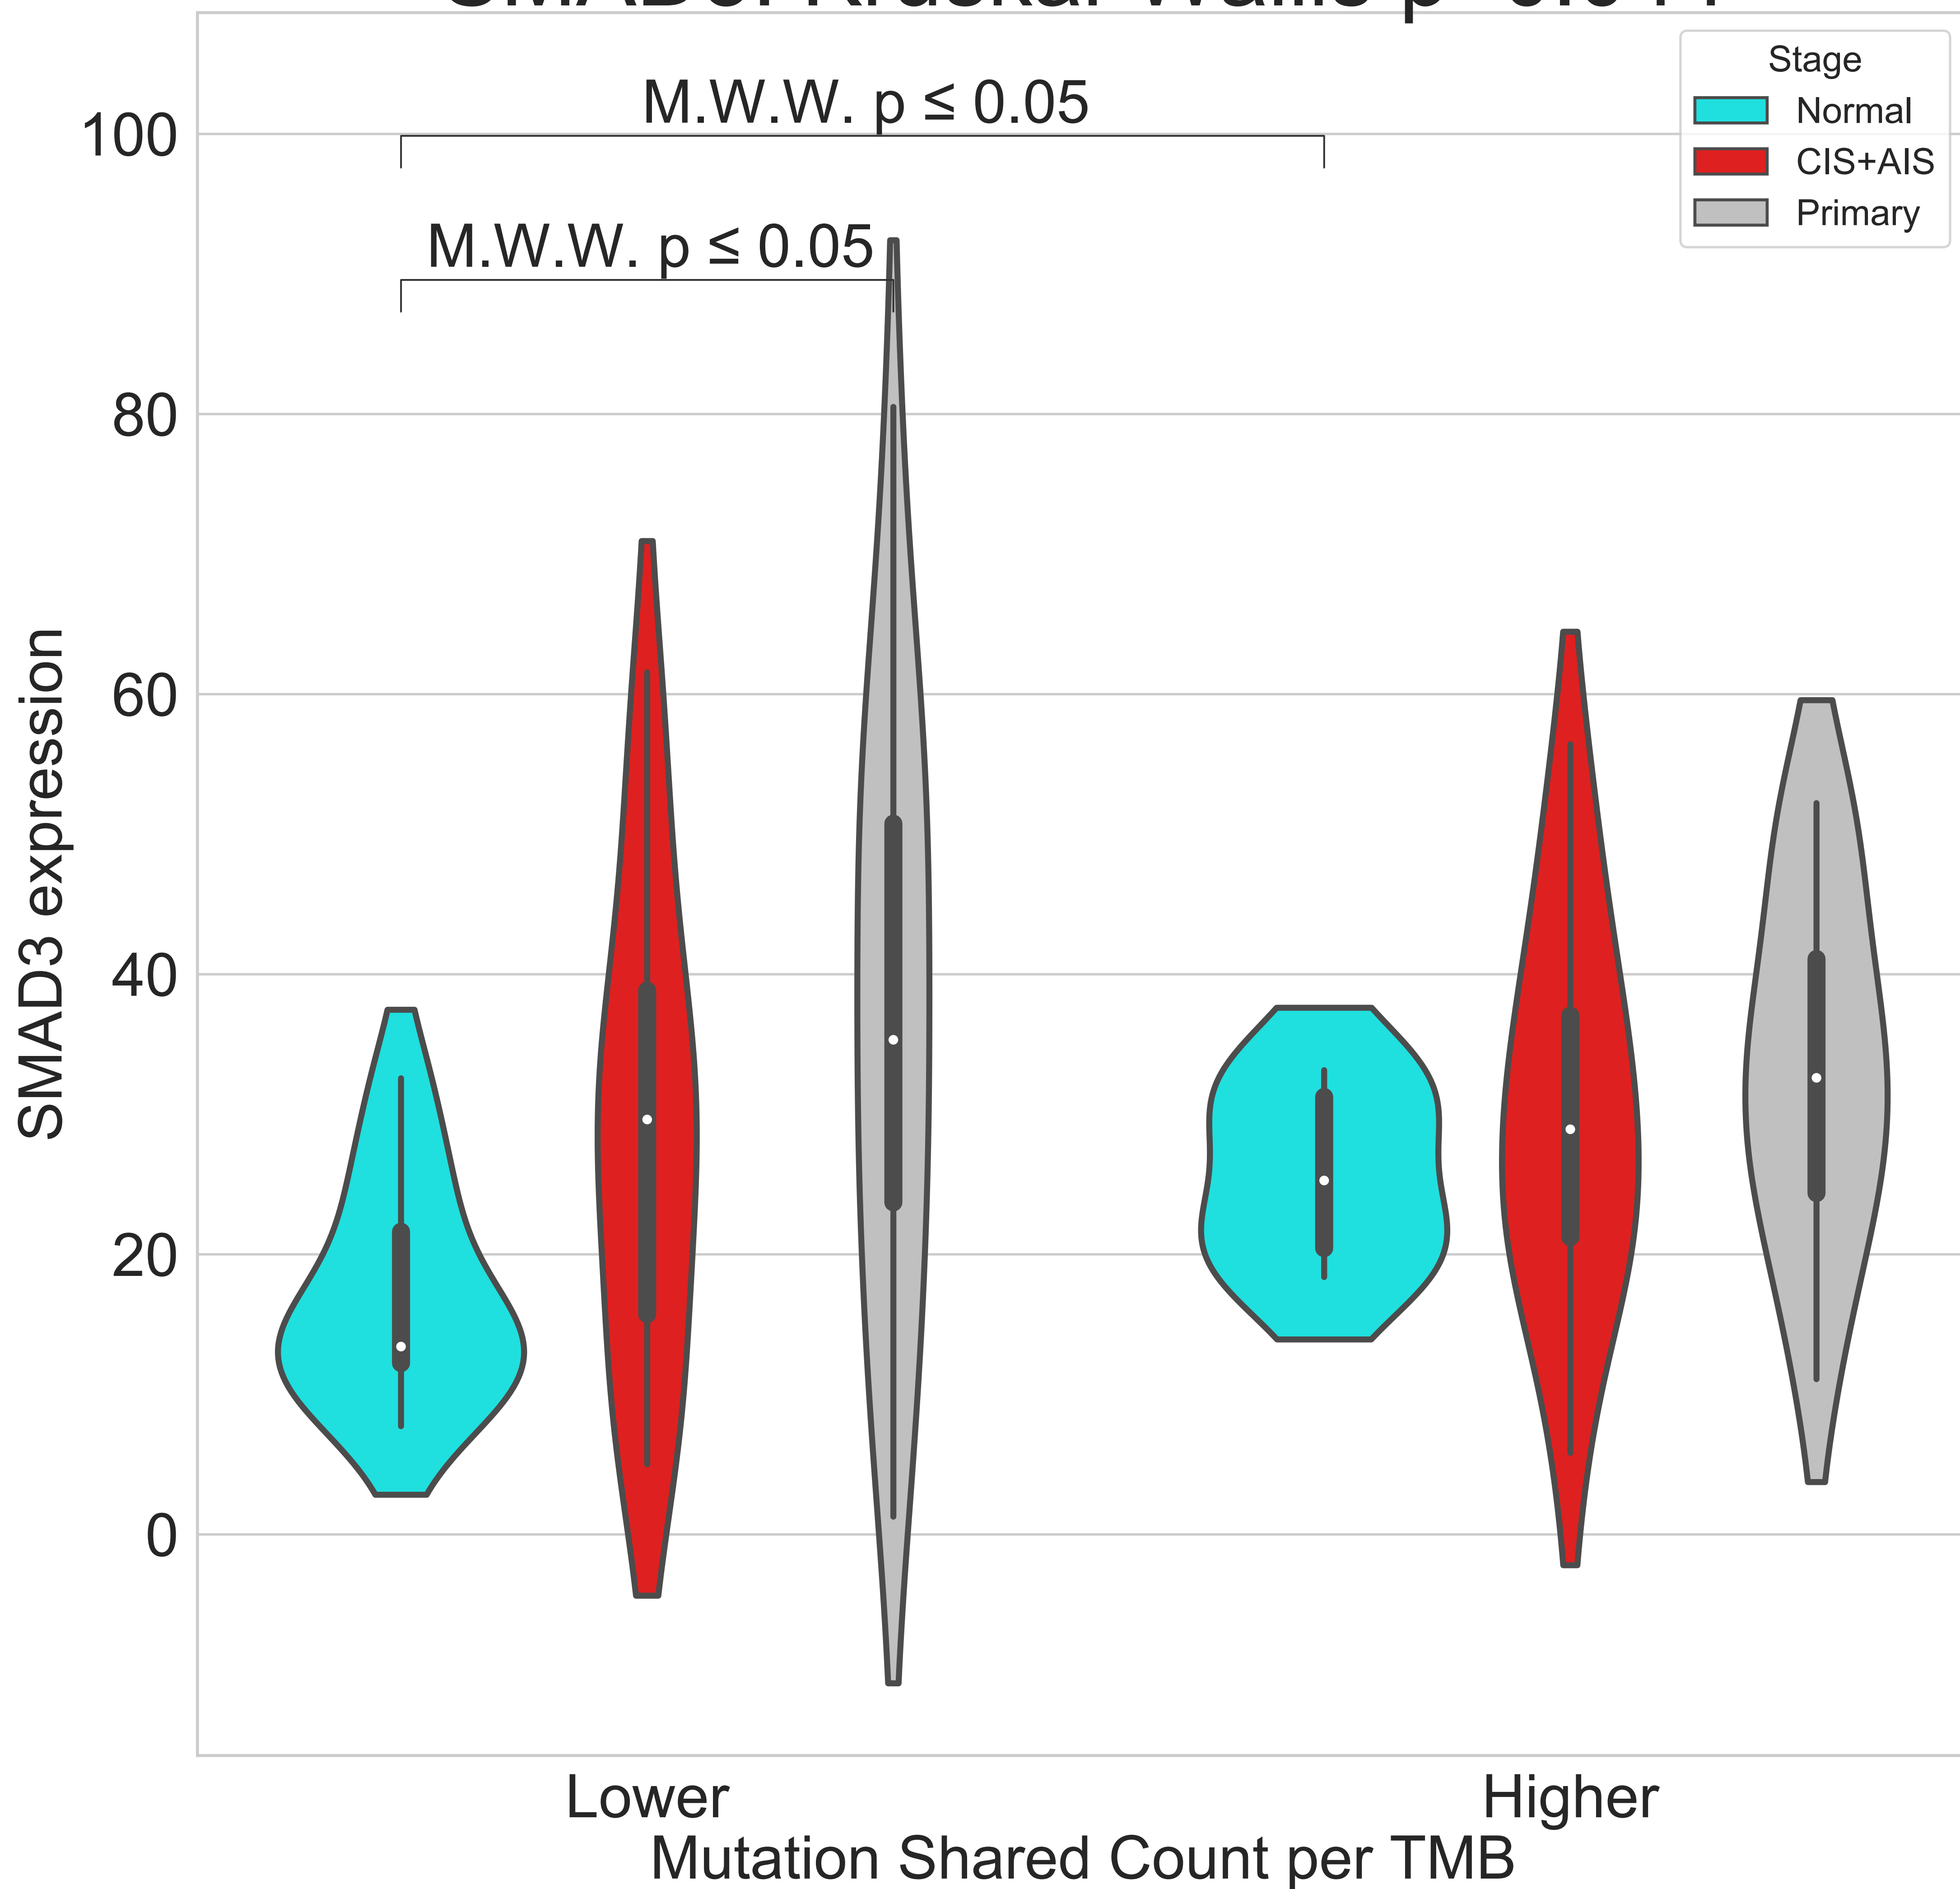 M.W.W. p ≤ 0.05
M.W.W. p ≤ 0.05
Stage
Normal
CIS+AIS
Primary
100
80
60
40
20
0
SMAD3 expression
Lower
Higher
Mutation Shared Count per TMB